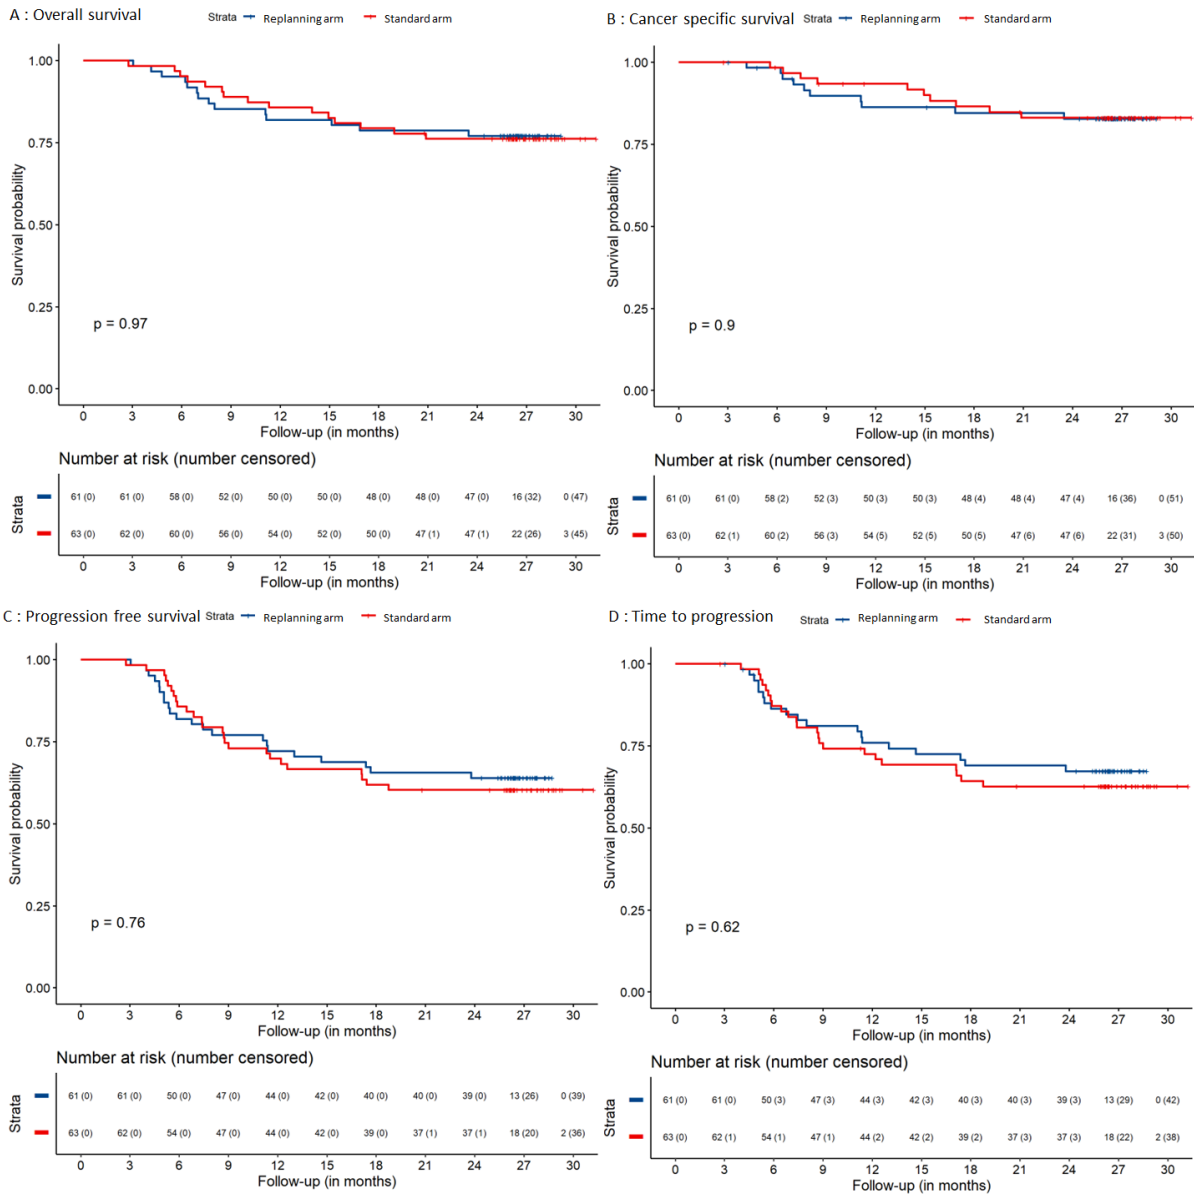 A : Overall survival Strata Replanning arm Standard arm
1.00
0.75
0.50
0.25
0.00
Survival probability
p = 0.97
0 3 6 9 12 15 18 21 24 27 30
Follow-up (in months)
Number at risk (number censored)
Strata
61 (0) 61 (0) 58 (0) 52 (0) 50 (0) 50 (0) 48 (0) 48 (0) 47 (0) 16 (32) 0 (47)
63 (0) 62 (0) 60 (0) 56 (0) 54 (0) 52 (0) 50 (0) 47 (1) 47 (1) 22 (26) 3 (45)
0 3 6 9 12 15 18 21 24 27 30
Follow-up (in months)
B : Cancer specific survival Strata Replanning arm Standard arm
1.00
0.75
0.50
0.25
0.00
Survival probability
p = 0.9
0 3 6 9 12 15 18 21 24 27 30
Follow-up (in months)
Number at risk (number censored)
Strata
61 (0) 61 (0) 58 (2) 52 (3) 50 (3) 50 (3) 48 (4) 48 (4) 47 (4) 16 (36) 0 (51)
63 (0) 62 (1) 60 (2) 56 (3) 54 (5) 52 (5) 50 (5) 47 (6) 47 (6) 22 (31) 3 (50)
0 3 6 9 12 15 18 21 24 27 30
Follow-up (in months)
C : Progression free survival Strata Replanning arm Standard arm
1.00
0.75
0.50
0.25
0.00
Survival probability
p = 0.76
0 3 6 9 12 15 18 21 24 27 30
Follow-up (in months)
Number at risk (number censored)
Strata
61 (0) 61 (0) 50 (0) 47 (0) 44 (0) 42 (0) 40 (0) 40 (0) 39 (0) 13 (26) 0 (39)
63 (0) 62 (0) 54 (0) 47 (0) 44 (0) 42 (0) 39 (0) 37 (1) 37 (1) 18 (20) 2 (36)
0 3 6 9 12 15 18 21 24 27 30
Follow-up (in months)
D : Time to progression Strata Replanning arm Standard arm
1.00
0.75
0.50
0.25
0.00
Survival probability
p = 0.62
0 3 6 9 12 15 18 21 24 27 30
Follow-up (in months)
Number at risk (number censored)
Strata
61 (0) 61 (0) 50 (3) 47 (3) 44 (3) 42 (3) 40 (3) 40 (3) 39 (3) 13 (29) 0 (42)
63 (0) 62 (1) 54 (1) 47 (1) 44 (2) 42 (2) 39 (2) 37 (3) 37 (3) 18 (22) 2 (38)
0 3 6 9 12 15 18 21 24 27 30
Follow-up (in months)